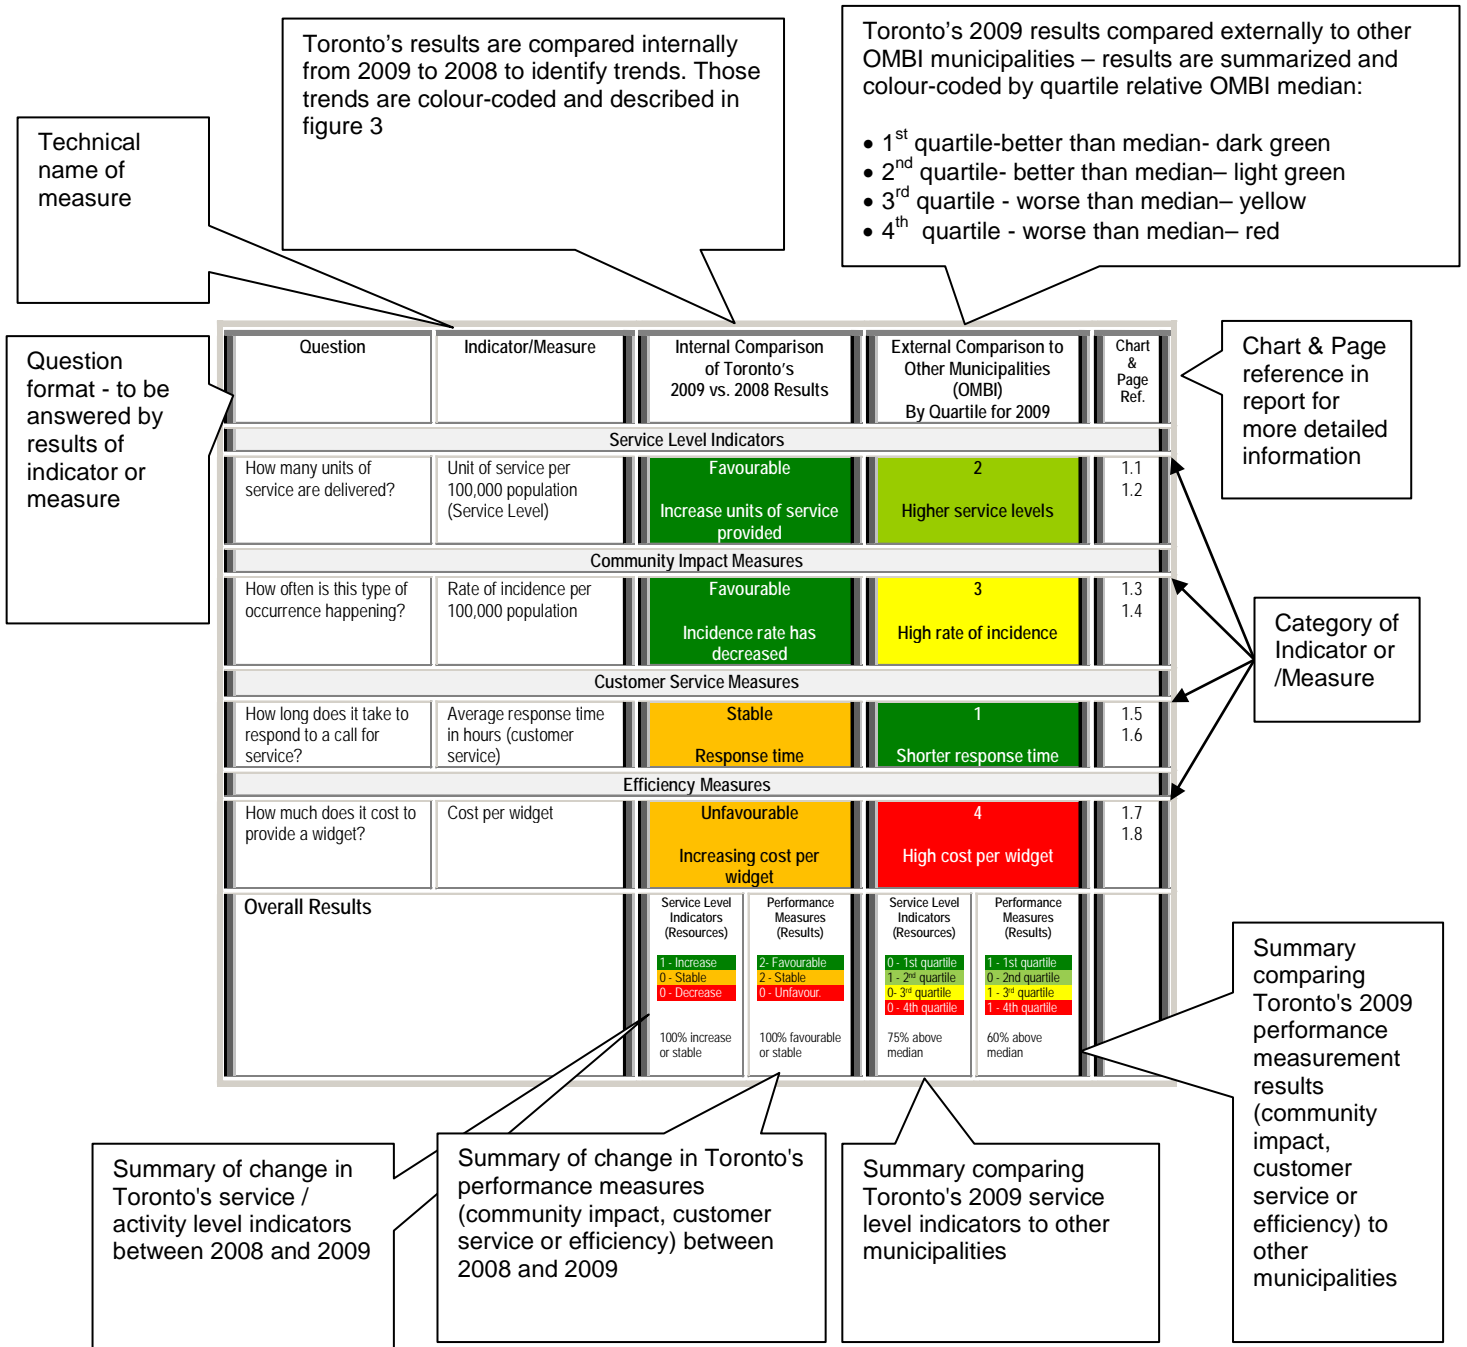 Toronto's results are compared internally
from 2009 to 2008 to identify trends. Those
trends are colour-coded and described in
figure 3
Toronto's 2009 results compared externally to other
OMBI municipalities – results are summarized and
colour-coded by quartile relative OMBI median:
• 1st quartile-better than median- dark green
• 2nd quartile- better than median– light green
• 3rd quartile - worse than median– yellow
• 4th quartile - worse than median– red
Technical
name of
measure
Question
format - to be
answered by
results of
indicator or
measure
Chart & Page
reference in
report for
more detailed
information
Category of
Indicator or
/Measure
Question
Indicator/Measure
Internal Comparison
of Toronto's
2009 vs. 2008 Results
External Comparison to
Other Municipalities
(OMBI)
By Quartile for 2009
Chart
&
Page
Ref.
Service Level Indicators
How many units of
service are delivered?
Unit of service per
100,000 population
(Service Level)
Favourable
Increase units of service
provided
2
Higher service levels
1.1
1.2
Community Impact Measures
How often is this type of
occurrence happening?
Rate of incidence per
100,000 population
Favourable
Incidence rate has
decreased
3
High rate of incidence
1.3
1.4
Customer Service Measures
How long does it take to
respond to a call for
service?
Average response time
in hours (customer
service)
Stable
Response time
1
Shorter response time
1.5
1.6
Efficiency Measures
How much does it cost to
provide a widget?
Cost per widget
Unfavourable
Increasing cost per
widget
4
High cost per widget
1.7
1.8
Overall Results
Service Level
Indicators
(Resources)
1 - Increase
0 - Stable
0 - Decrease
100% increase
or stable
Performance
Measures
(Results)
2- Favourable
2 - Stable
0 - Unfavour.
100% favourable
or stable
Service Level
Indicators
(Resources)
0 - 1st quartile
1 - 2nd quartile
0- 3rd quartile
0 - 4th quartile
75% above
median
Performance
Measures
(Results)
1 - 1st quartile
0 - 2nd quartile
1 - 3rd quartile
1 - 4th quartile
60% above
median
Summary of change in
Toronto's service /
activity level indicators
between 2008 and 2009
Summary of change in Toronto's
performance measures
(community impact, customer
service or efficiency) between
2008 and 2009
Summary comparing
Toronto's 2009 service
level indicators to other
municipalities
Summary
comparing
Toronto's 2009
performance
measurement
results
(community
impact,
customer
service or
efficiency) to
other
municipalities